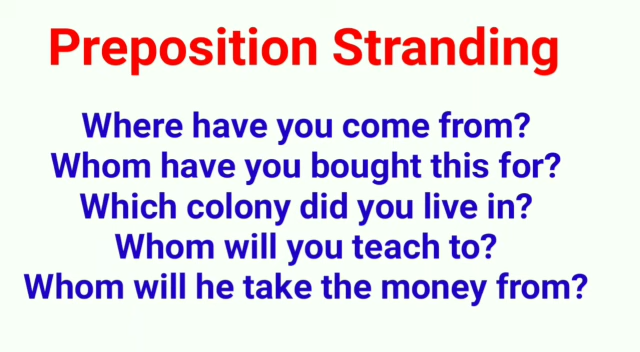 Preposition Stranding
Where have you come from?
Whom have you bought this for?
Which colony did you live in?
Whom will you teach to?
Whom will he take the money from?